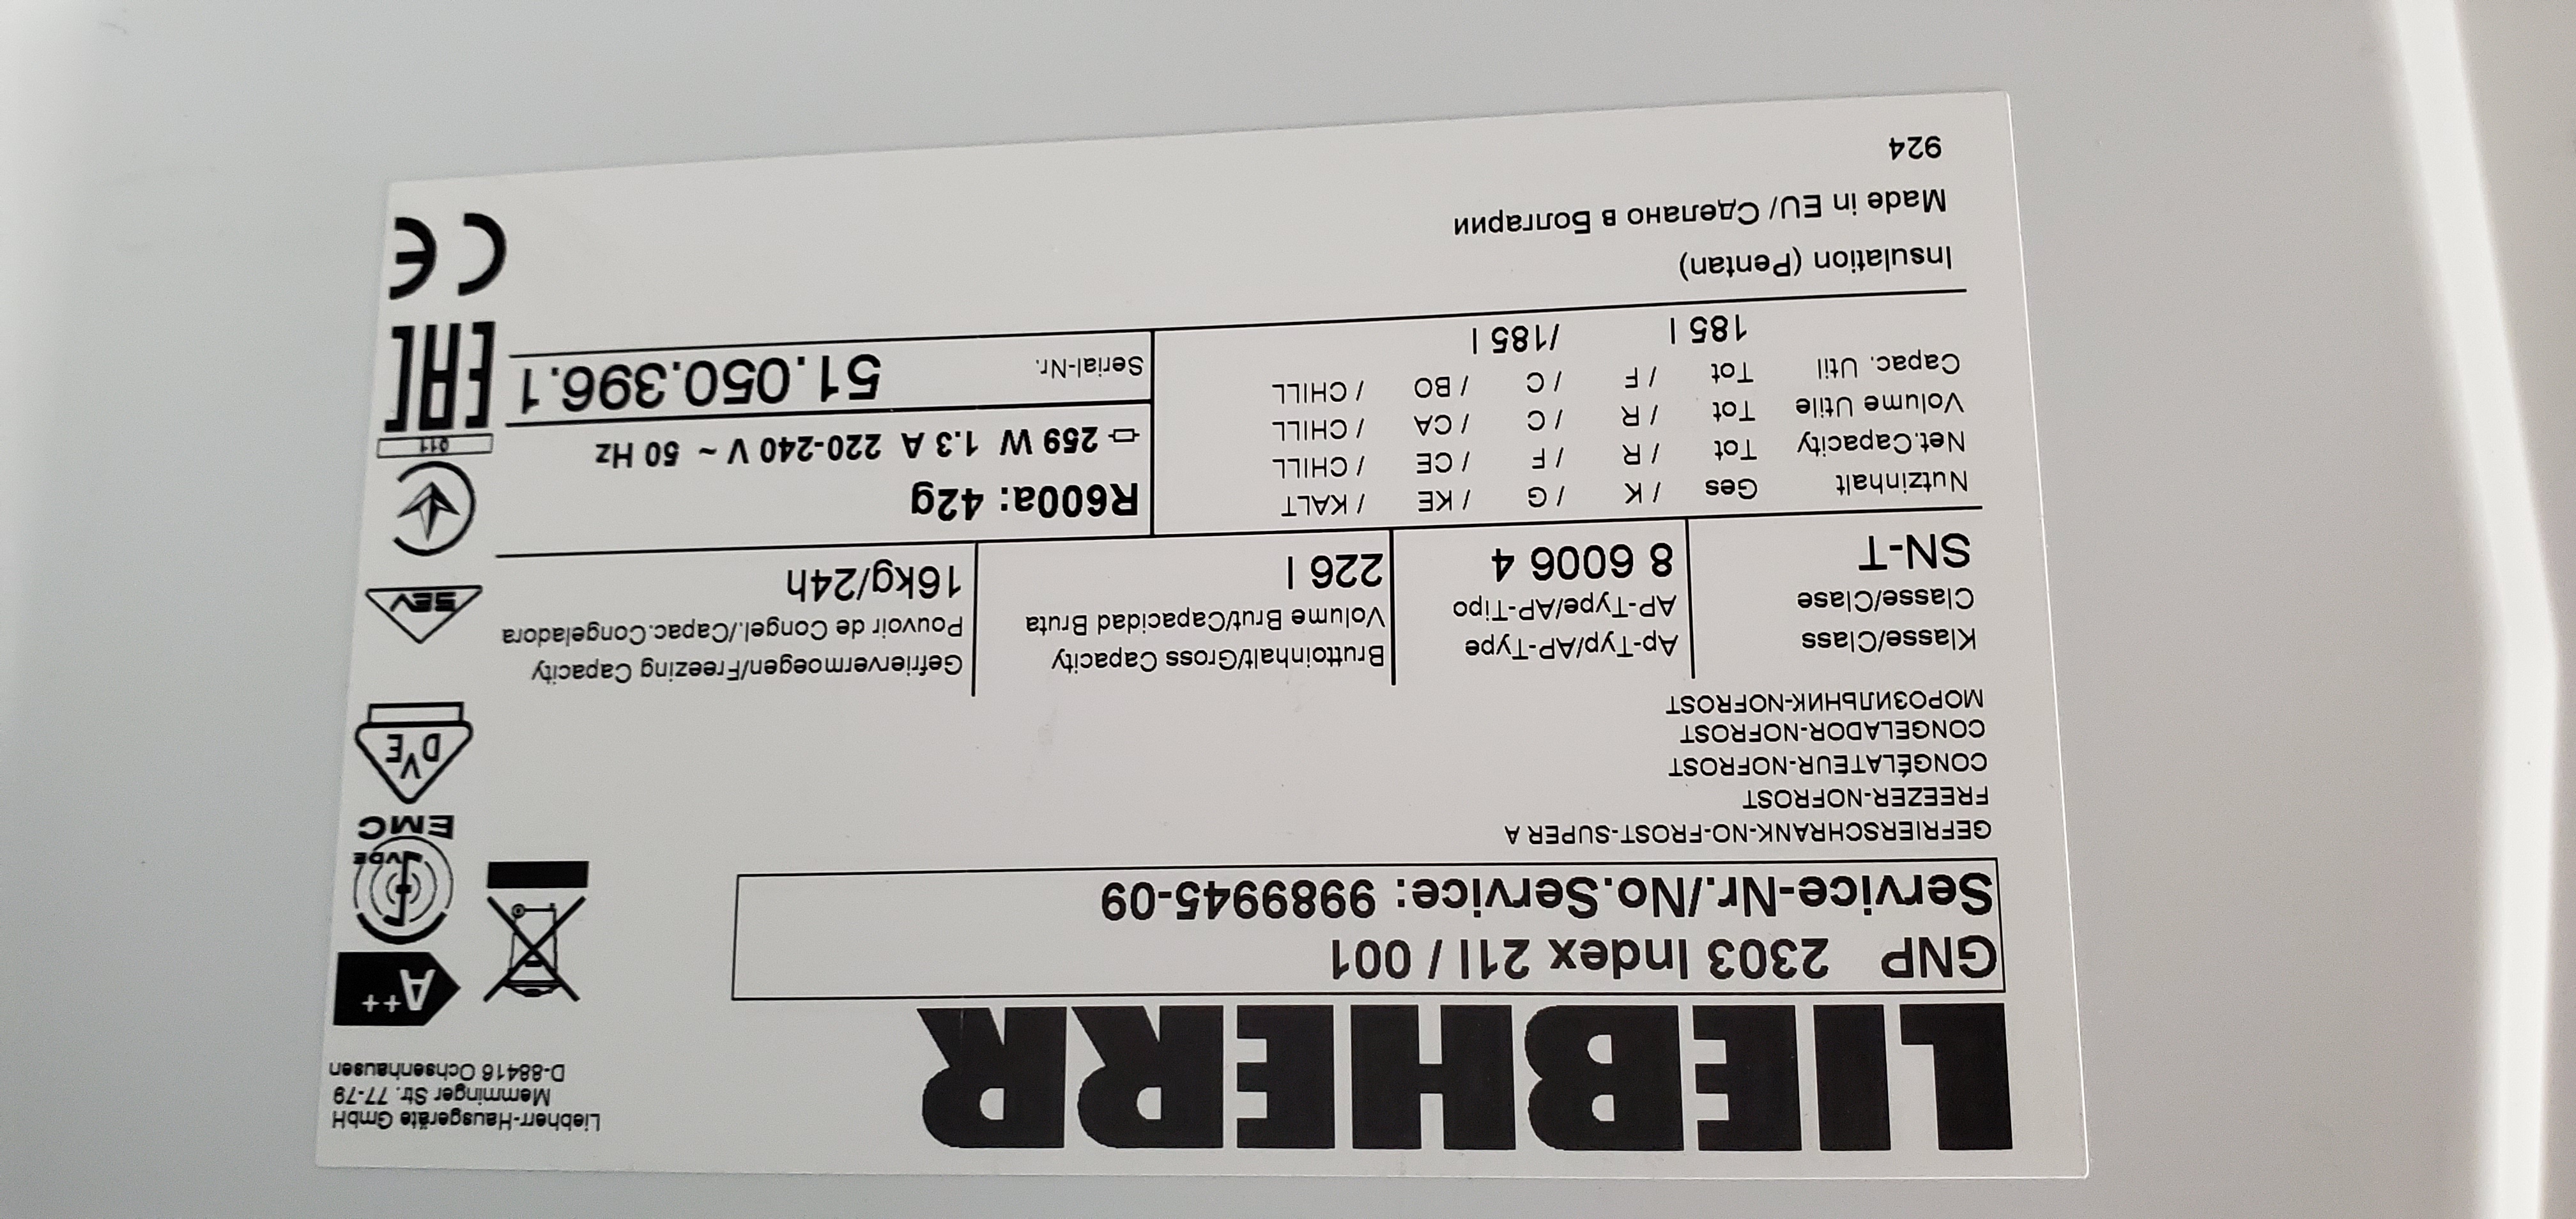 LIEBHERR
Liebherr-Hausgeräte GmbH
Memminger Str. 77-79
D-88416 Ochsenhausen
GNP 2303 Index 21I / 001
Service-Nr./No.Service: 9989945-09
A++
VDE
EMC
GEFRIERSCHRANK-NO-FROST-SUPER A
FREEZER-NOFROST
CONGÉLATEUR-NOFROST
CONGELADOR-NOFROST
МОРОЗИЛЬНИК-NOFROST
DVE
Klasse/Class
Classe/Clase
SN-T
Ap-Typ/AP-Type
AP-Type/AP-Tipo
8 6006 4
Bruttoinhalt/Gross Capacity
Volume Brut/Capacidad Bruta
226 l
Gefriervermoegen/Freezing Capacity
Pouvoir de Congel./Capac.Congeladora
16kg/24h
SEV
Nutzinhalt Ges / K / G / KE / KALT
Net.Capacity Tot / R / F / CE / CHILL
Volume Utile Tot / R / C / CA / CHILL
Capac. Util Tot / F / C / BO / CHILL
185 l /185 l
R600a: 42g
259 W 1.3 A 220-240 V ~ 50 Hz
Serial-Nr. 51.050.396.1
011
EAC
CE
Insulation (Pentan)
Made in EU/ Сделано в Болгарии
924